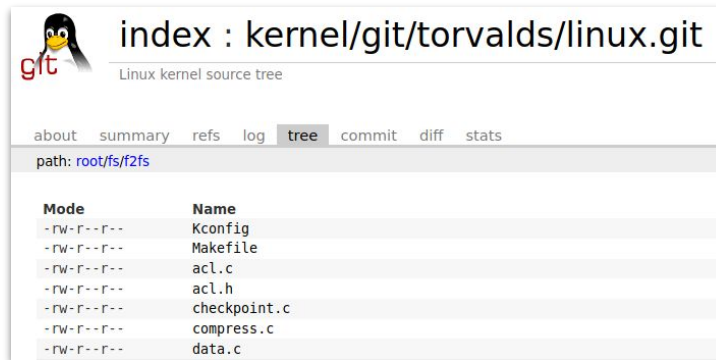 index : kernel/git/torvalds/linux.git
git
Linux kernel source tree
about summary refs log tree commit diff stats
path: root/fs/f2fs
Mode Name
-rw-r--r-- Kconfig
-rw-r--r-- Makefile
-rw-r--r-- acl.c
-rw-r--r-- acl.h
-rw-r--r-- checkpoint.c
-rw-r--r-- compress.c
-rw-r--r-- data.c